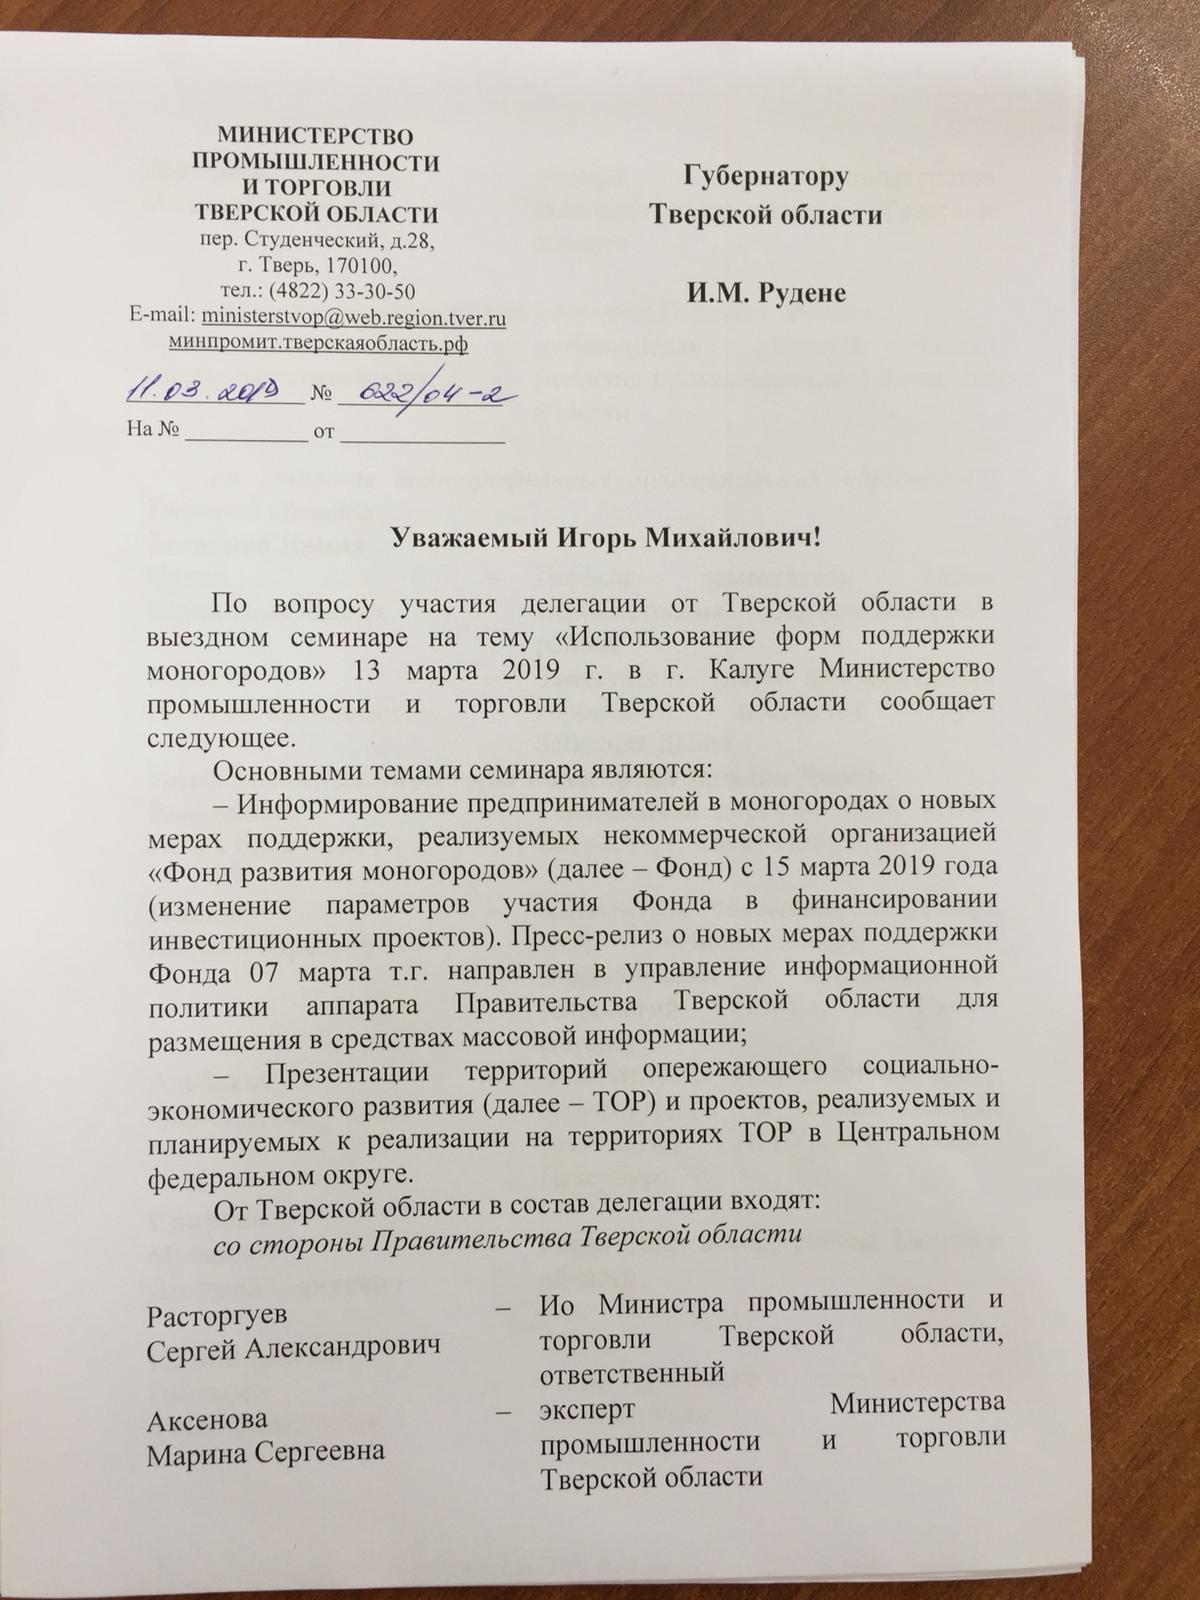 МИНИСТЕРСТВО
ПРОМЫШЛЕННОСТИ
И ТОРГОВЛИ
ТВЕРСКОЙ ОБЛАСТИ
пер. Студенческий, д.28,
г. Тверь, 170100,
тел.: (4822) 33-30-50
E-mail: ministerstvop@web.region.tver.ru
минпромит.тверскаяобласть.рф
11.03.2019 № 622/04-2
На № ____________ от ________________
Губернатору
Тверской области
И.М. Рудене
Уважаемый Игорь Михайлович!
По вопросу участия делегации от Тверской области в
выездном семинаре на тему «Использование форм поддержки
моногородов» 13 марта 2019 г. в г. Калуге Министерство
промышленности и торговли Тверской области сообщает
следующее.
Основными темами семинара являются:
– Информирование предпринимателей в моногородах о новых
мерах поддержки, реализуемых некоммерческой организацией
«Фонд развития моногородов» (далее – Фонд) с 15 марта 2019 года
(изменение параметров участия Фонда в финансировании
инвестиционных проектов). Пресс-релиз о новых мерах поддержки
Фонда 07 марта т.г. направлен в управление информационной
политики аппарата Правительства Тверской области для
размещения в средствах массовой информации;
– Презентации территорий опережающего социально-
экономического развития (далее – ТОР) и проектов, реализуемых и
планируемых к реализации на территориях ТОР в Центральном
федеральном округе.
От Тверской области в состав делегации входят:
со стороны Правительства Тверской области
Расторгуев – Ио Министра промышленности и
Сергей Александрович торговли Тверской области,
ответственный
Аксенова – эксперт Министерства
Марина Сергеевна промышленности и торговли
Тверской области